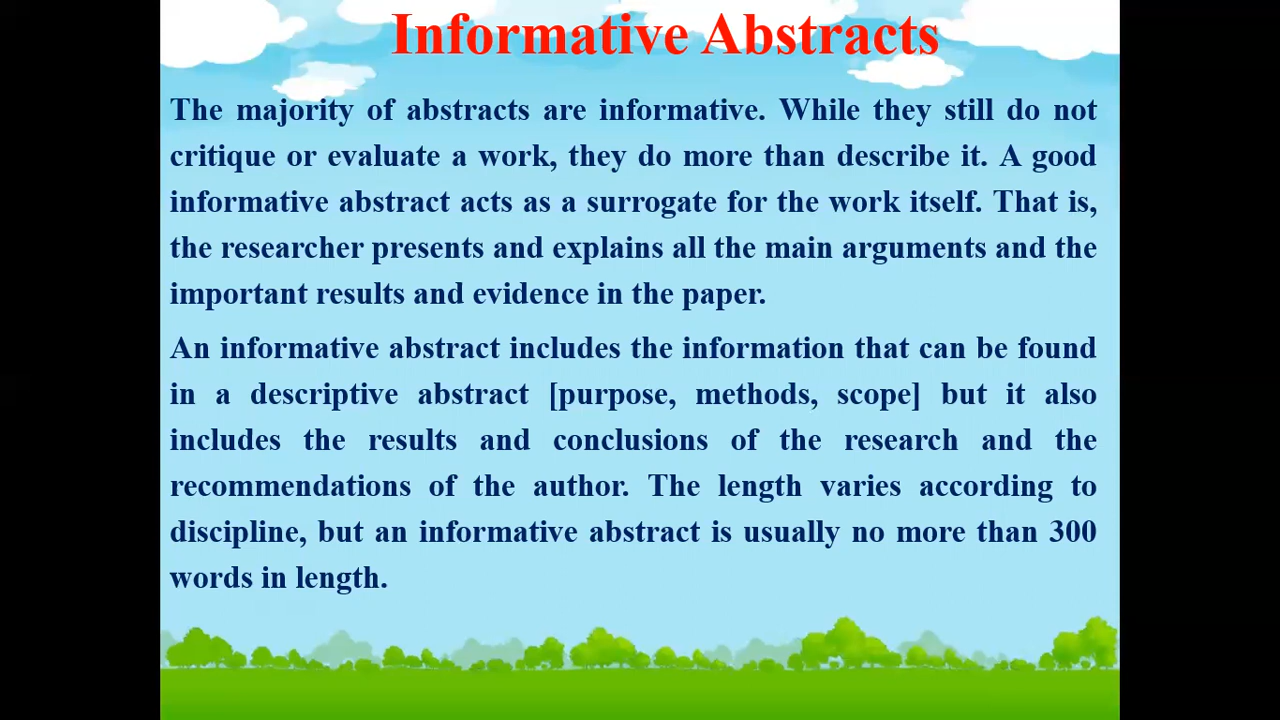 Informative Abstracts
The majority of abstracts are informative. While they still do not
critique or evaluate a work, they do more than describe it. A good
informative abstract acts as a surrogate for the work itself. That is,
the researcher presents and explains all the main arguments and the
important results and evidence in the paper.
An informative abstract includes the information that can be found
in a descriptive abstract [purpose, methods, scope] but it also
includes the results and conclusions of the research and the
recommendations of the author. The length varies according to
discipline, but an informative abstract is usually no more than 300
words in length.